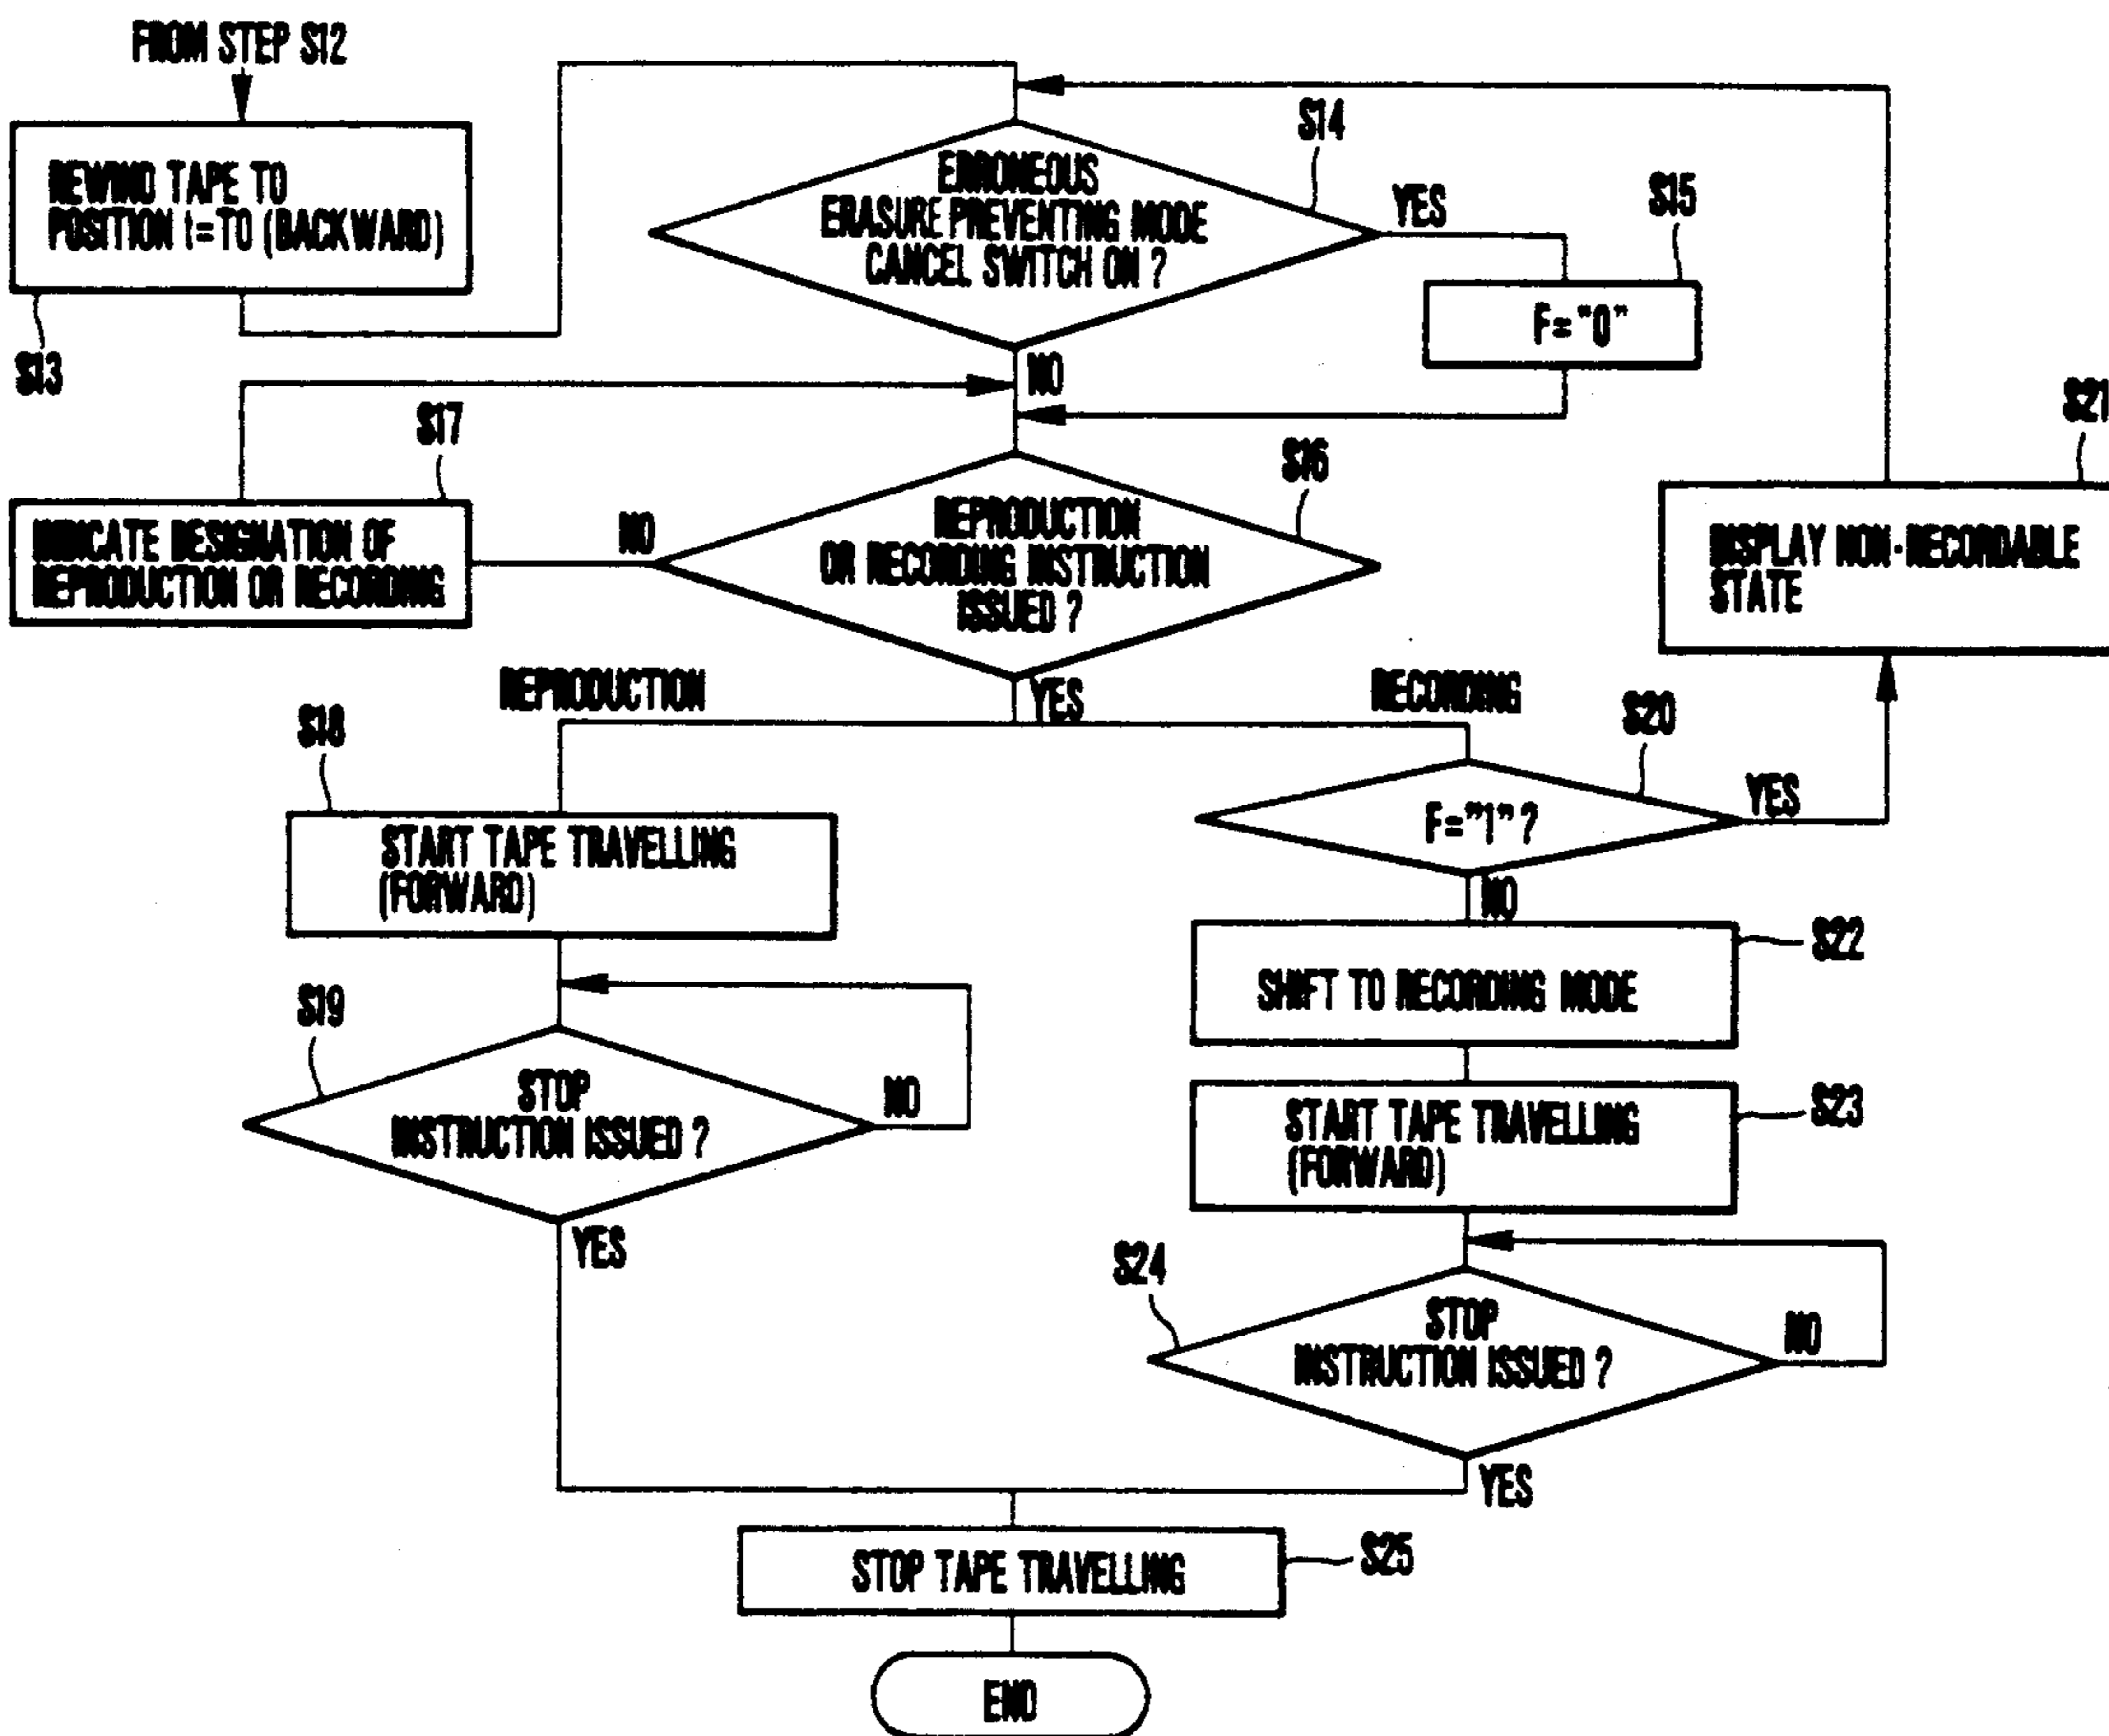 FROM STEP S12
REWIND TAPE TO
POSITION t=T0 (BACKWARD)
S13
ERRONEOUS
ERASURE PREVENTING MODE
CANCEL SWITCH ON ?
S14
YES
S15
F="0"
NO
S17
INDICATE DESIGNATION OF
REPRODUCTION OR RECORDING
NO
REPRODUCTION
OR RECORDING INSTRUCTION
ISSUED ?
S16
S21
DISPLAY NON-RECORDABLE
STATE
REPRODUCTION
YES
RECORDING
S18
START TAPE TRAVELLING
(FORWARD)
S20
F="1" ?
YES
NO
S22
SHIFT TO RECORDING MODE
S19
STOP
INSTRUCTION ISSUED ?
NO
YES
S23
START TAPE TRAVELLING
(FORWARD)
S24
STOP
INSTRUCTION ISSUED ?
NO
YES
STOP TAPE TRAVELLING
S25
END